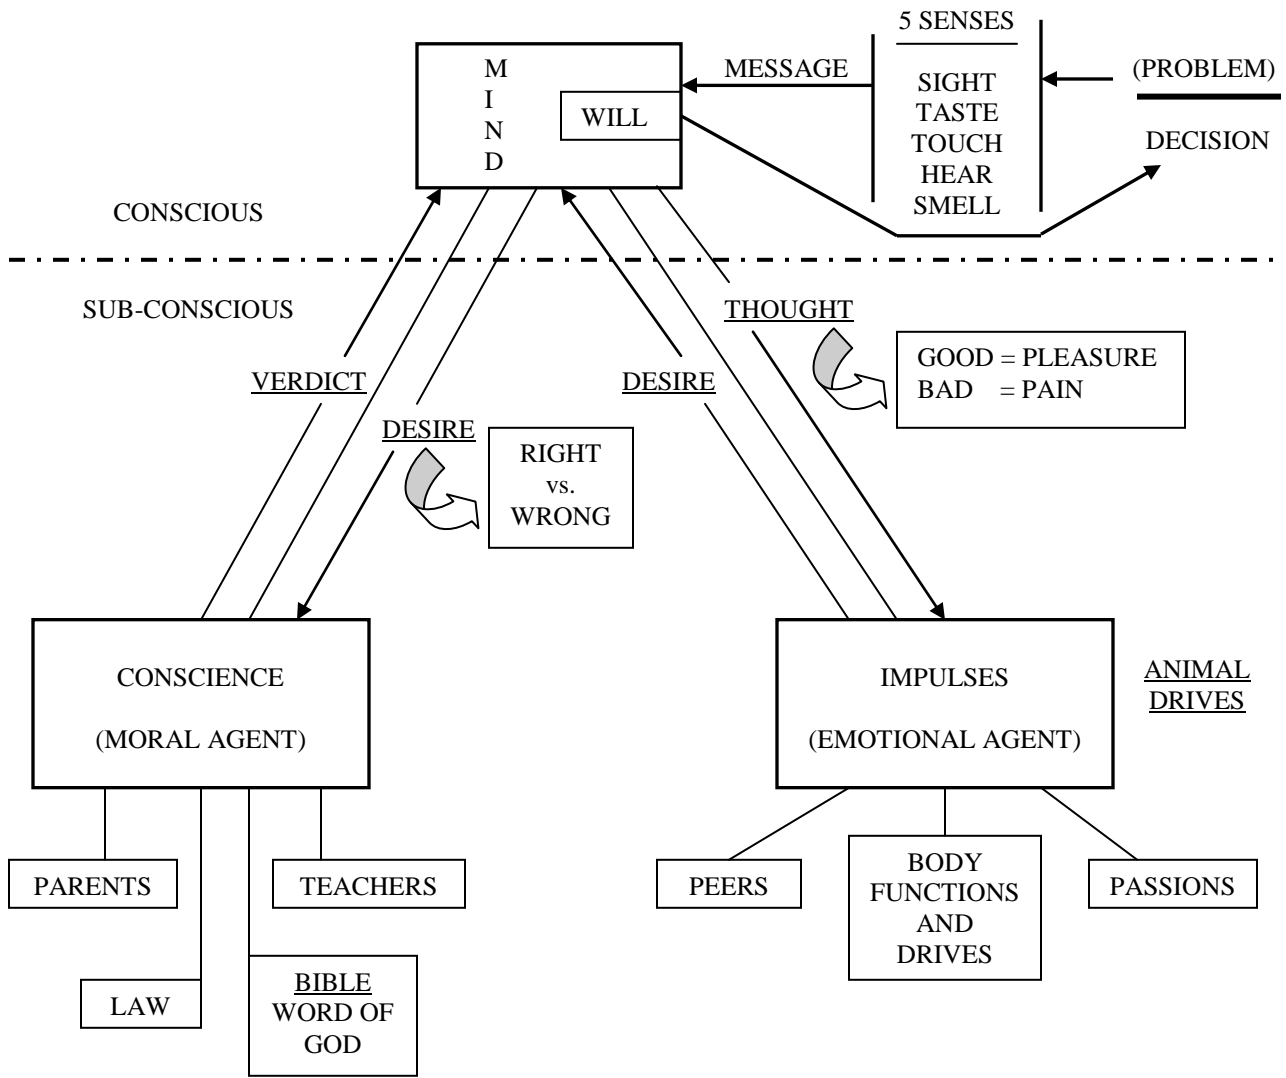 5 SENSES
M
I
N
D
WILL
MESSAGE
SIGHT
TASTE
TOUCH
HEAR
SMELL
(PROBLEM)
DECISION
CONSCIOUS
SUB-CONSCIOUS
VERDICT
DESIRE
RIGHT
vs.
WRONG
DESIRE
THOUGHT
GOOD = PLEASURE
BAD = PAIN
CONSCIENCE
(MORAL AGENT)
IMPULSES
(EMOTIONAL AGENT)
ANIMAL
DRIVES
PARENTS
TEACHERS
LAW
BIBLE
WORD OF
GOD
PEERS
BODY
FUNCTIONS
AND
DRIVES
PASSIONS